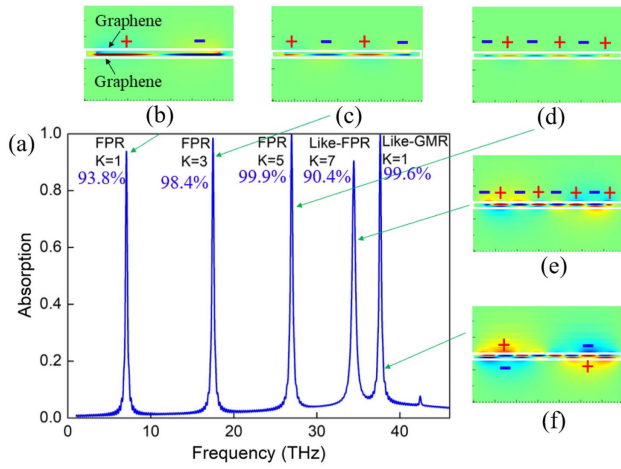 Graphene
+ −
Graphene
(b)
+ − + −
(c)
− + − + − +
(d)
(a)
FPR
K=1
93.8%
FPR
K=3
98.4%
FPR
K=5
99.9%
Like-FPR
K=7
90.4%
Like-GMR
K=1
99.6%
1.0
0.8
0.6
0.4
0.2
0.0
Absorption
0 10 20 30 40
Frequency (THz)
− + − + − + − +
(e)
+ −
− +
(f)